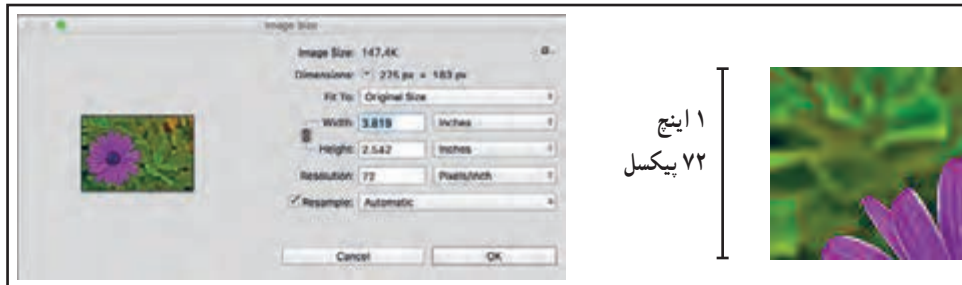 Image Size
Image Size: 147.4K
Dimensions: 275 px × 183 px
Fit To: Original Size
Width: 3.819 Inches
Height: 2.542 Inches
Resolution: 72 Pixels/Inch
Resample: Automatic
Cancel OK
۱ اینچ
۷۲ پیکسل